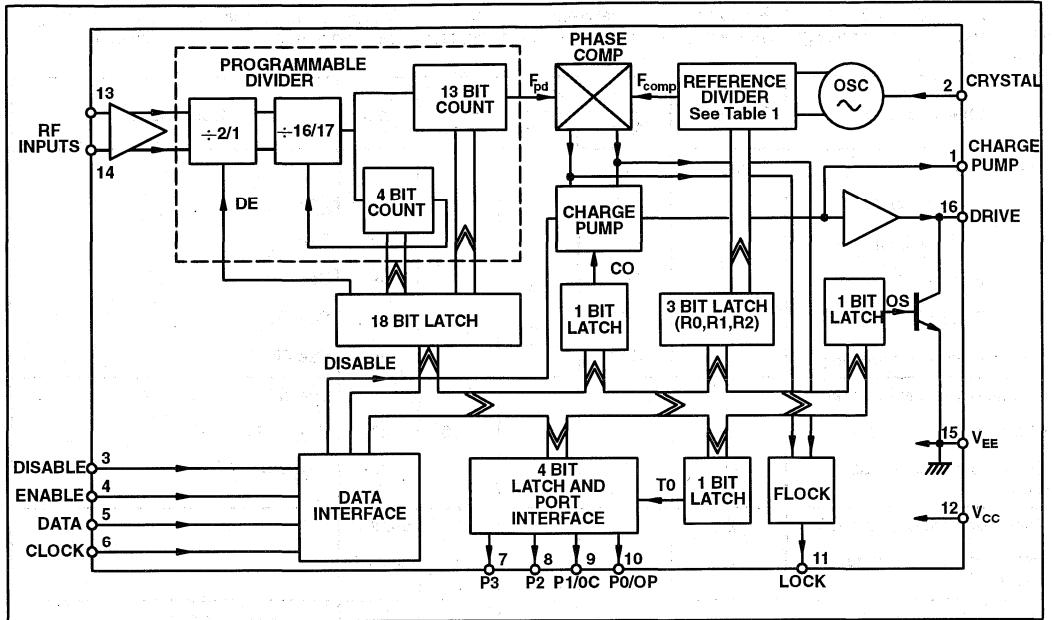 PROGRAMMABLE
DIVIDER
PHASE
COMP
13 BIT
COUNT
Fpd
Fcomp
REFERENCE
DIVIDER
See Table 1
OSC
2
CRYSTAL
13
RF
INPUTS
14
÷2/1
÷16/17
4 BIT
COUNT
DE
CHARGE
PUMP
1
CHARGE
PUMP
16
DRIVE
CO
18 BIT LATCH
1 BIT
LATCH
3 BIT LATCH
(R0,R1,R2)
1 BIT
LATCH
OS
DISABLE
DISABLE
3
ENABLE
4
DATA
5
CLOCK
6
DATA
INTERFACE
4 BIT
LATCH AND
PORT
INTERFACE
T0
1 BIT
LATCH
FLOCK
15
VEE
12
VCC
7
8
9
10
11
P3
P2
P1/0C
P0/OP
LOCK